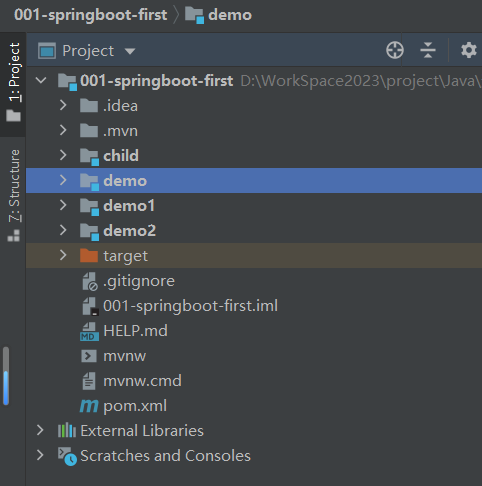 001-springboot-first demo
1: Project
Project
001-springboot-first D:\WorkSpace2023\project\Java\
.idea
.mvn
child
demo
demo1
demo2
target
.gitignore
001-springboot-first.iml
MD HELP.md
mvnw
mvnw.cmd
m pom.xml
External Libraries
Scratches and Consoles
Z: Structure